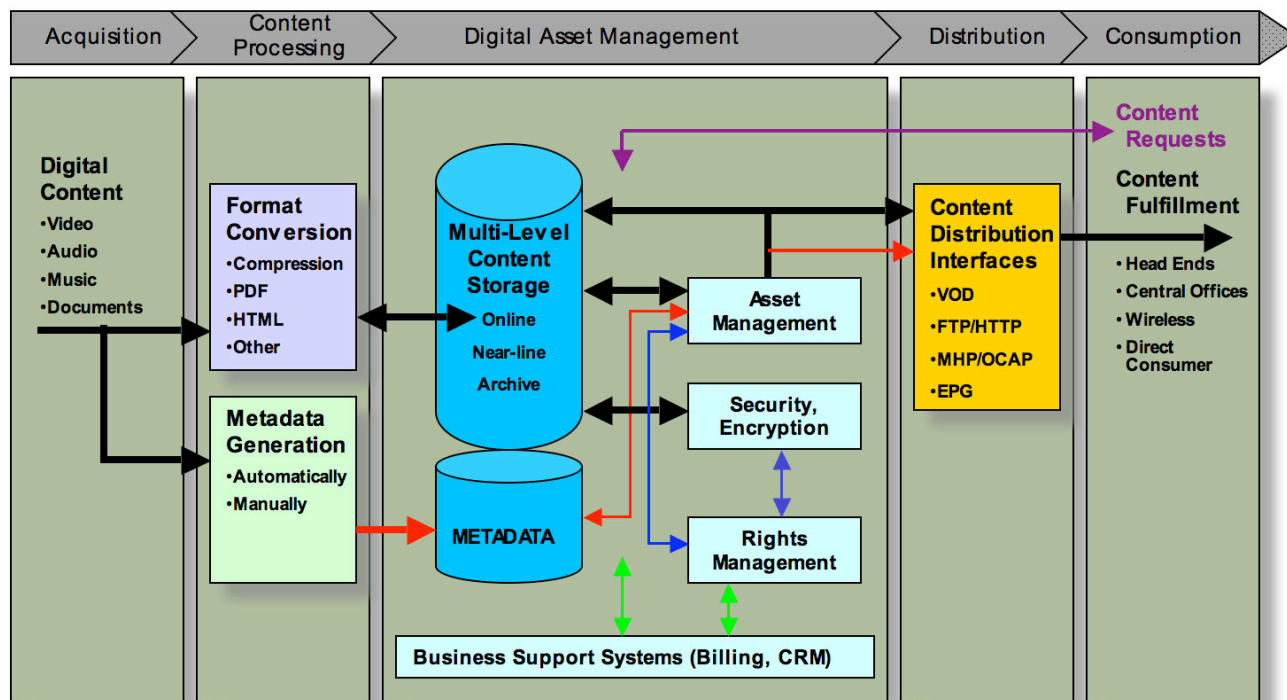 Acquisition
Content
Processing
Digital Asset Management
Distribution
Consumption
Digital
Content
•Video
•Audio
•Music
•Documents
Format
Conversion
•Compression
•PDF
•HTML
•Other
Metadata
Generation
•Automatically
•Manually
Multi-Level
Content
Storage
Online
Near-line
Archive
METADATA
Asset
Management
Security,
Encryption
Rights
Management
Business Support Systems (Billing, CRM)
Content
Distribution
Interfaces
•VOD
•FTP/HTTP
•MHP/OCAP
•EPG
Content
Requests
Content
Fulfillment
• Head Ends
• Central Offices
• Wireless
• Direct
Consumer